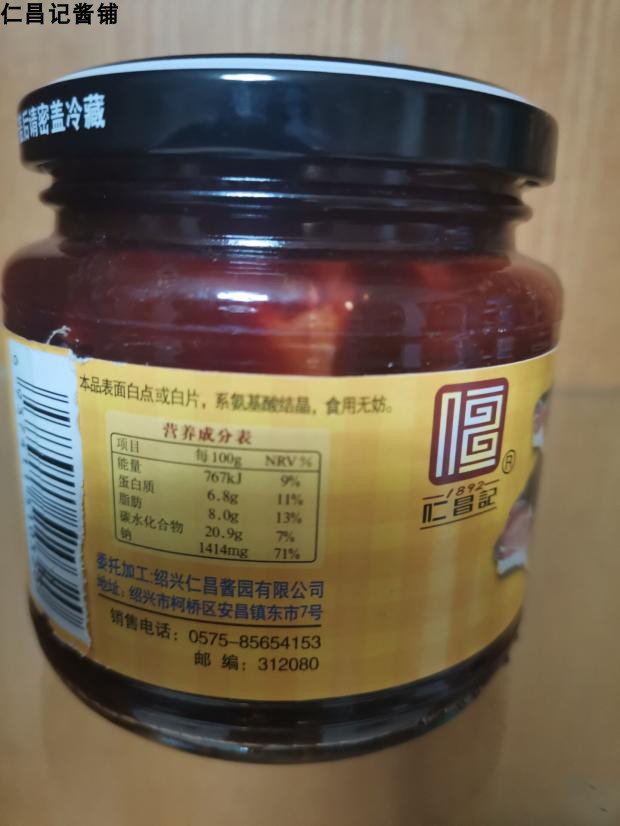 仁昌记酱铺
后请密盖冷藏
本品表面白点或白片，系氨基酸结晶，食用无妨。
营养成分表
项目 每100g NRV%
能量 767kJ 9%
蛋白质 6.8g 11%
脂肪 8.0g 13%
碳水化合物 20.9g 7%
钠 1414mg 71%
委托加工:绍兴仁昌酱园有限公司
地址:绍兴市柯桥区安昌镇东市7号
销售电话：0575-85654153
邮 编：312080
®
1892
仁昌記